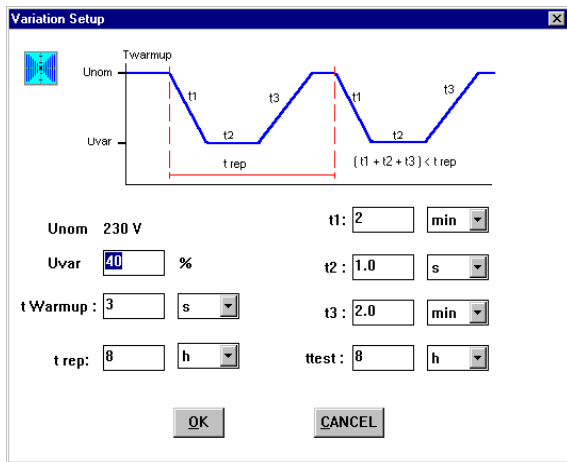 Variation Setup
Twarmup
Unom
t1
t3
t1
t3
t2
t2
Uvar
t rep
( t1 + t2 + t3 ) < t rep
Unom 230 V
Uvar 40 %
t Warmup : 3 s
t rep: 8 h
t1: 2 min
t2 : 1.0 s
t3 : 2.0 min
ttest : 8 h
OK
CANCEL